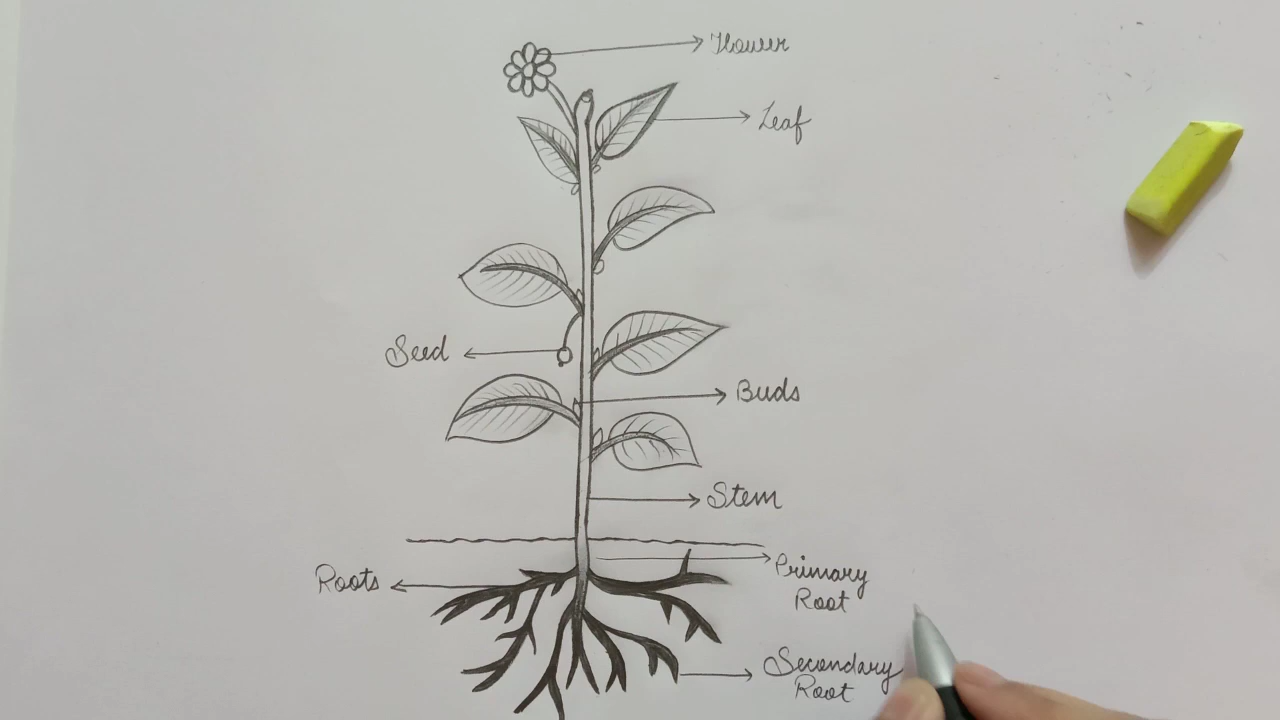 Flower
Leaf
Seed
Buds
Stem
Primary
Root
Roots
Secondary
Root